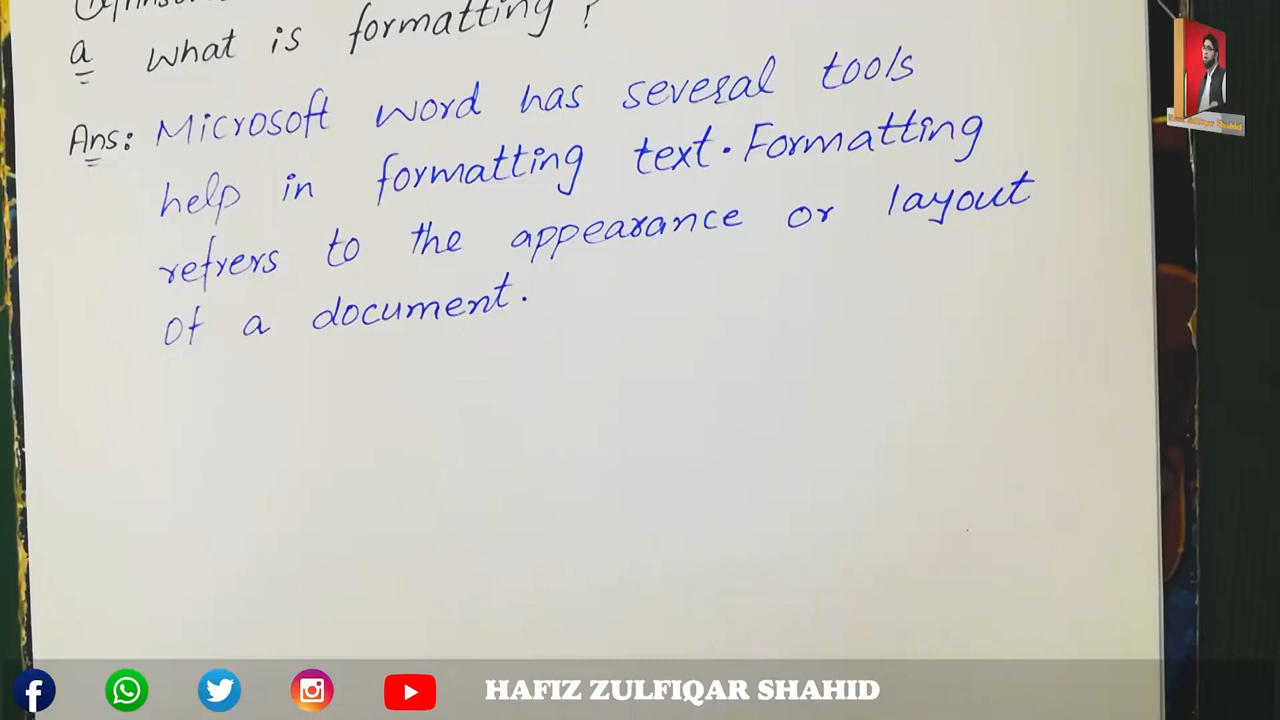 a what is formatting?
Ans: Microsoft word has several tools
help in formatting text. Formatting
refrers to the appearance or layout
of a document.
HAFIZ ZULFIQAR SHAHID